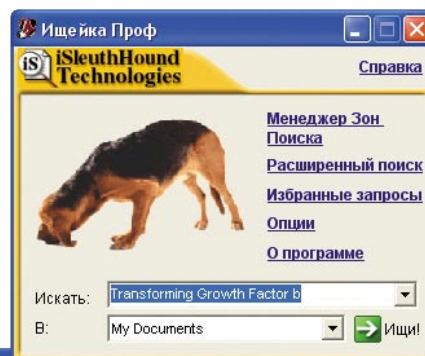 Ищейка Проф
iS
iSleuthHound
Technologies
Справка
Менеджер Зон
Поиска
Расширенный поиск
Избранные запросы
Опции
О программе
Искать: Transforming Growth Factor b
В: My Documents Ищи!